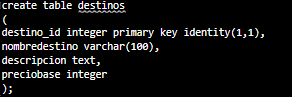 create table destinos
(
destino_id integer primary key identity(1,1),
nombredestino varchar(100),
descripcion text,
preciobase integer
);